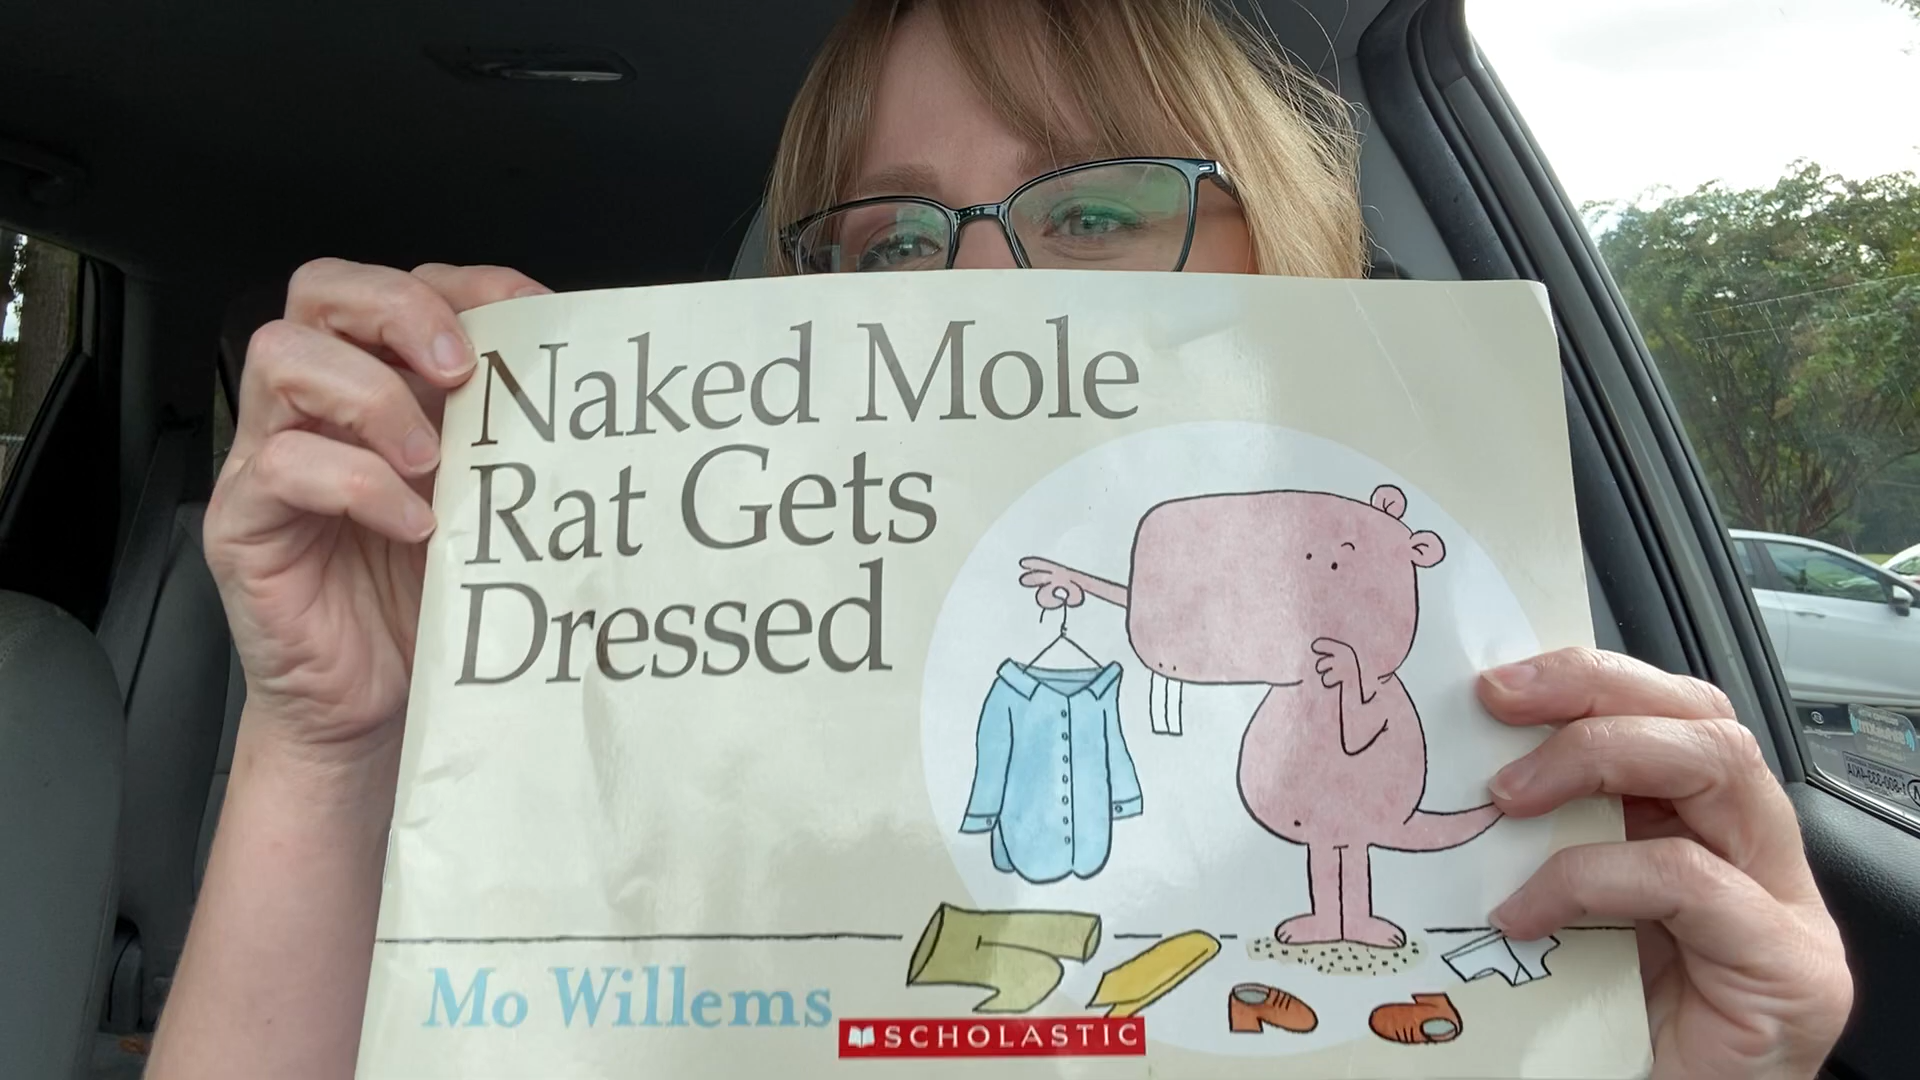 Naked Mole
Rat Gets
Dressed
Mo Willems
SCHOLASTIC